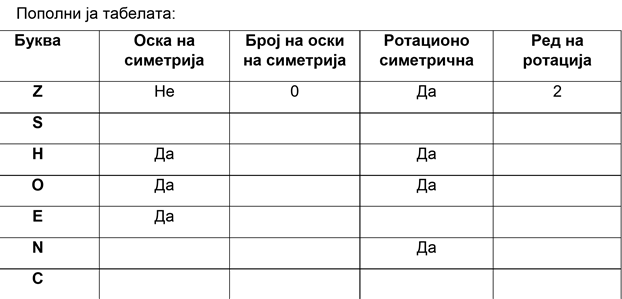 Пополни ја табелата:
Буква Оска на симетрија Број на оски на симетрија Ротационо симетрична Ред на ротација
Z Не 0 Да 2
S
H Да Да
O Да Да
E Да
N Да
C